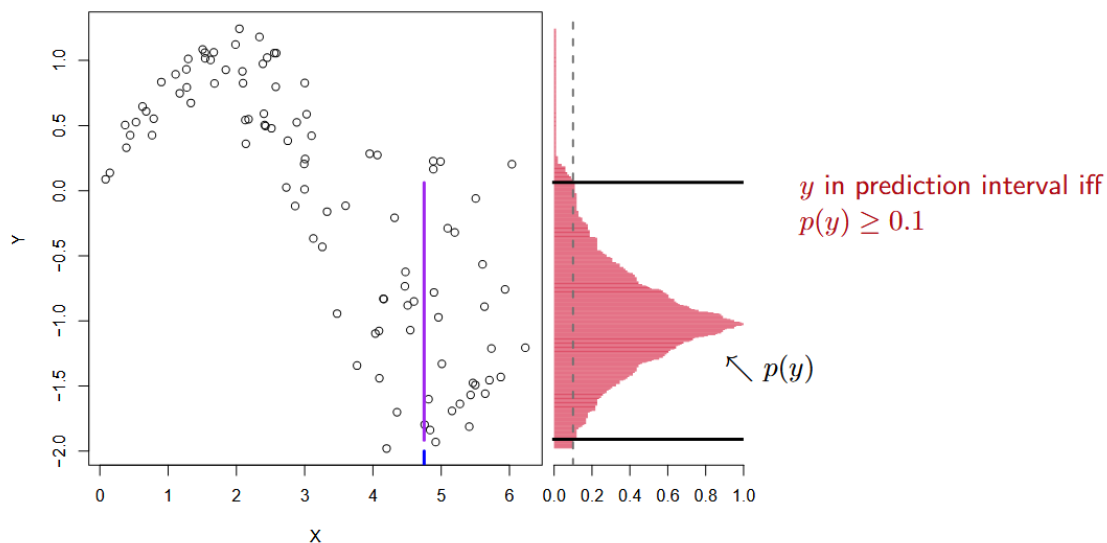 1.0
0.5
0.0
−0.5
−1.0
−1.5
−2.0
Y
0 1 2 3 4 5 6
X
0.0 0.2 0.4 0.6 0.8 1.0
y in prediction interval iff
p(y) ≥ 0.1
p(y)